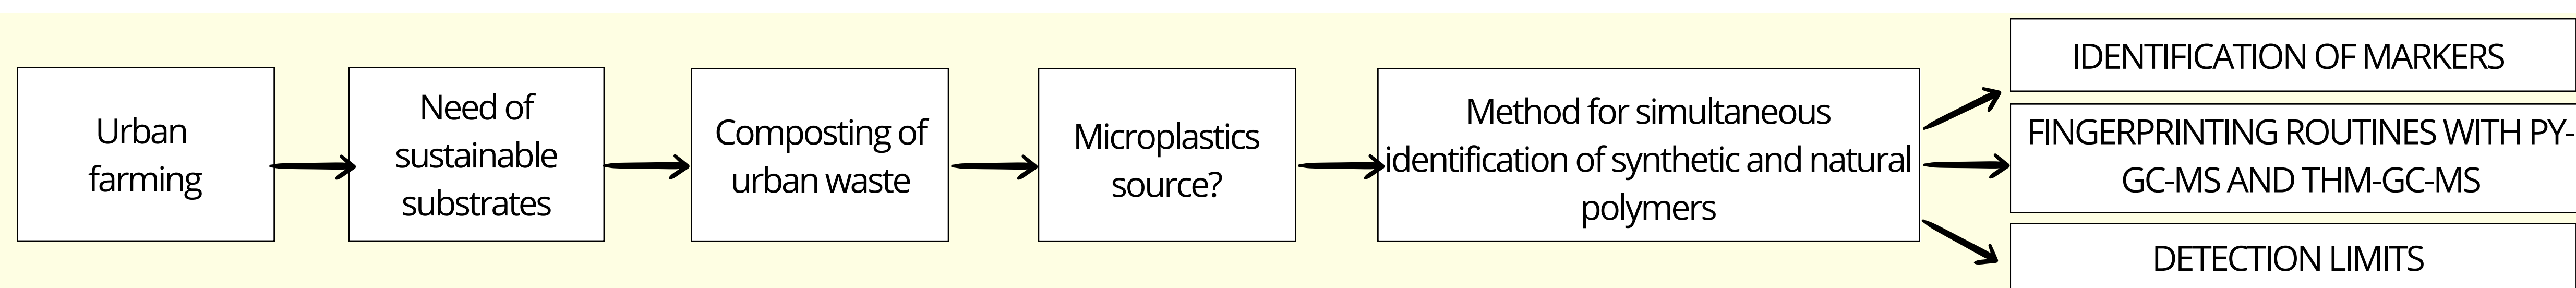 Urban
farming
Need of
sustainable
substrates
Composting of
urban waste
Microplastics
source?
Method for simultaneous
identification of synthetic and natural
polymers
IDENTIFICATION OF MARKERS
FINGERPRINTING ROUTINES WITH PY-
GC-MS AND THM-GC-MS
DETECTION LIMITS